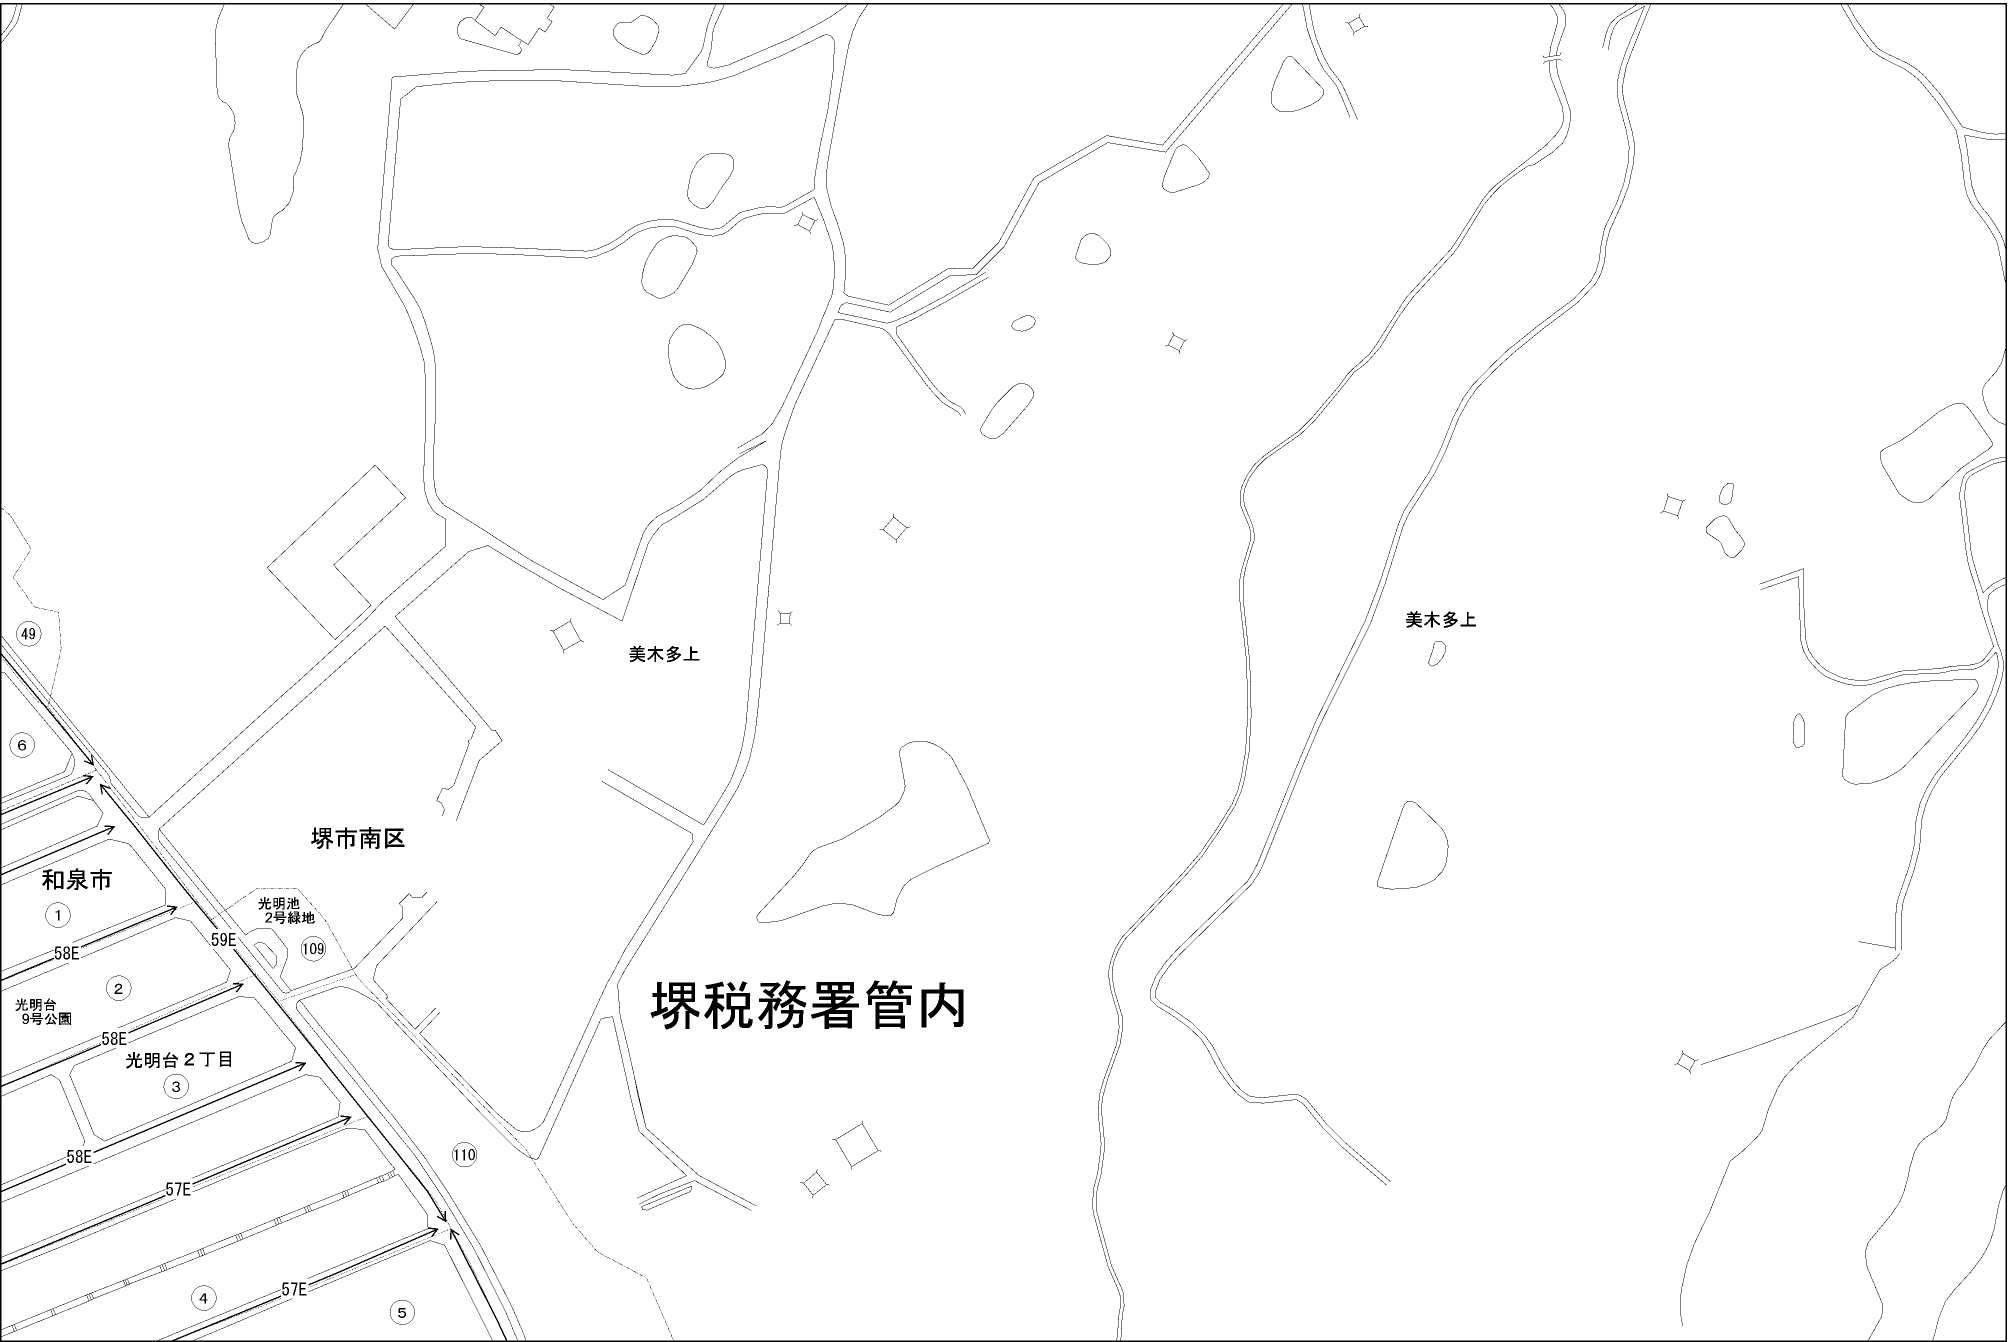 美木多上
49
美木多上
6
堺市南区
和泉市
1
光明池
2号緑地
59E
109
58E
2
堺税務署管内
光明台
9号公園
58E
光明台2丁目
3
58E
110
57E
57E
4
5